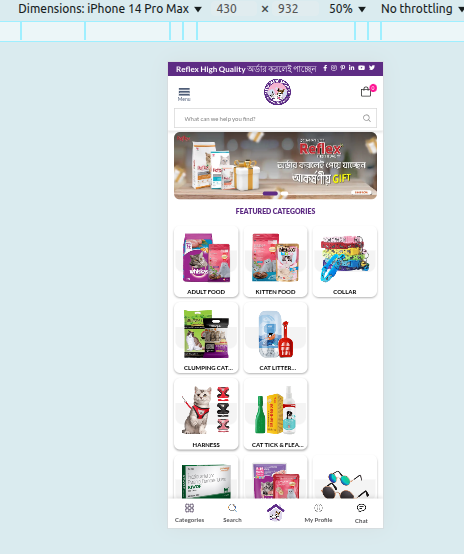 Dimensions: iPhone 14 Pro Max ▼ 430 × 932 50% ▼ No throttling ▼
Reflex High Quality অর্ডার করলেই পাচ্ছেন
Menu
0
What can we help you find?
Reflex
অর্ডার করলেই পেয়ে যাচ্ছেন
আকর্ষণীয় GIFT
FEATURED CATEGORIES
whiskas
ADULT FOOD
KITTEN FOOD
COLLAR
CLUMPING CAT...
CAT LITTER...
HARNESS
CAT TICK & FLEA...
Categories
Search
My Profile
Chat